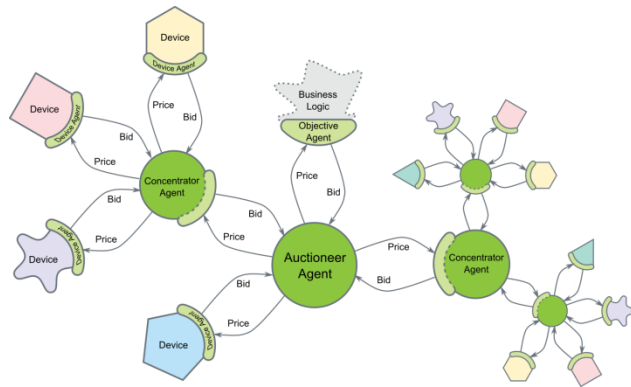 Device
Device Agent
Device
Device Agent
Price
Bid
Bid
Price
Business
Logic
Objective
Agent
Concentrator
Agent
Bid
Price
Device Agent
Device
Bid
Price
Price
Bid
Auctioneer
Agent
Price
Bid
Concentrator
Agent
Bid
Price
Device Agent
Device